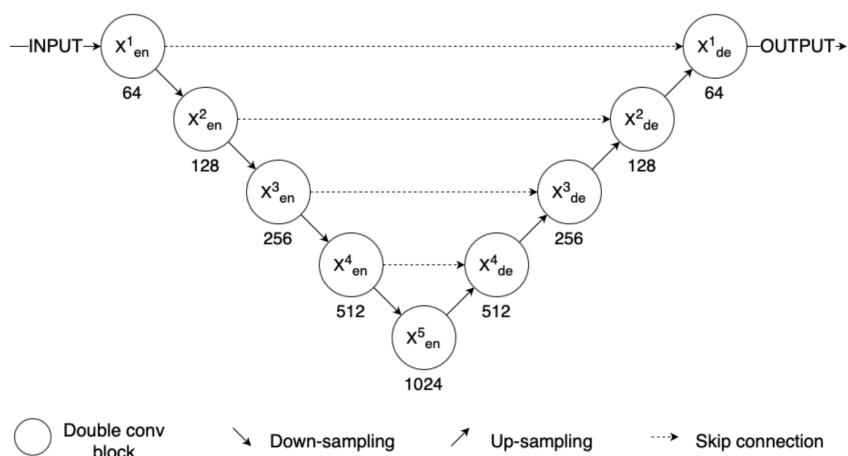 INPUT X¹en X¹de OUTPUT
64 64
X²en X²de
128 128
X³en X³de
256 256
X⁴en X⁴de
512 512
X⁵en
1024
Double conv
block
Down-sampling Up-sampling Skip connection